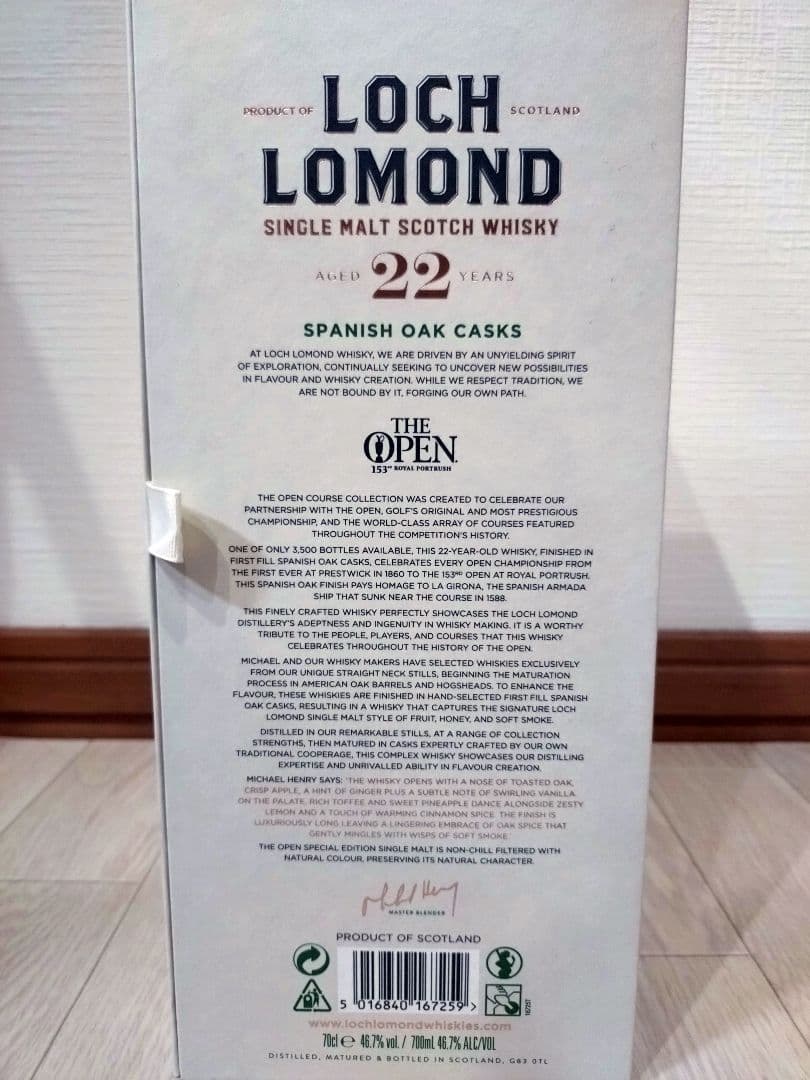 PRODUCT OF LOCH SCOTLAND
LOMOND
SINGLE MALT SCOTCH WHISKY
AGED 22 YEARS
SPANISH OAK CASKS
AT LOCH LOMOND WHISKY, WE ARE DRIVEN BY AN UNYIELDING SPIRIT
OF EXPLORATION, CONTINUALLY SEEKING TO UNCOVER NEW POSSIBILITIES
IN FLAVOUR AND WHISKY CREATION. WHILE WE RESPECT TRADITION, WE
ARE NOT BOUND BY IT, FORGING OUR OWN PATH.
THE
OPEN
153RD ROYAL PORTRUSH
THE OPEN COURSE COLLECTION WAS CREATED TO CELEBRATE OUR
PARTNERSHIP WITH THE OPEN, GOLF'S ORIGINAL AND MOST PRESTIGIOUS
CHAMPIONSHIP, AND THE WORLD-CLASS ARRAY OF COURSES FEATURED
THROUGHOUT THE COMPETITION'S HISTORY.
ONE OF ONLY 3,500 BOTTLES AVAILABLE, THIS 22-YEAR-OLD WHISKY, FINISHED IN
FIRST FILL SPANISH OAK CASKS, CELEBRATES EVERY OPEN CHAMPIONSHIP FROM
THE FIRST EVER AT PRESTWICK IN 1860 TO THE 153RD OPEN AT ROYAL PORTRUSH.
THIS SPANISH OAK FINISH PAYS HOMAGE TO LA GIRONA, THE SPANISH ARMADA
SHIP THAT SUNK NEAR THE COURSE IN 1588.
THIS FINELY CRAFTED WHISKY PERFECTLY SHOWCASES THE LOCH LOMOND
DISTILLERY'S ADEPTNESS AND INGENUITY IN WHISKY MAKING. IT IS A WORTHY
TRIBUTE TO THE PEOPLE, PLAYERS, AND COURSES THAT THIS WHISKY
CELEBRATES THROUGHOUT THE HISTORY OF THE OPEN.
MICHAEL AND OUR WHISKY MAKERS HAVE SELECTED WHISKIES EXCLUSIVELY
FROM OUR UNIQUE STRAIGHT NECK STILLS, BEGINNING THE MATURATION
PROCESS IN AMERICAN OAK BARRELS AND HOGSHEADS. TO ENHANCE THE
FLAVOUR, THESE WHISKIES ARE FINISHED IN HAND-SELECTED FIRST FILL SPANISH
OAK CASKS, RESULTING IN A WHISKY THAT CAPTURES THE SIGNATURE LOCH
LOMOND SINGLE MALT STYLE OF FRUIT, HONEY, AND SOFT SMOKE.
DISTILLED IN OUR REMARKABLE STILLS, AT A RANGE OF COLLECTION
STRENGTHS, THEN MATURED IN CASKS EXPERTLY CRAFTED BY OUR OWN
TRADITIONAL COOPERAGE, THIS COMPLEX WHISKY SHOWCASES OUR DISTILLING
EXPERTISE AND UNRIVALLED ABILITY IN FLAVOUR CREATION.
MICHAEL HENRY SAYS: 'THE WHISKY OPENS WITH A NOSE OF TOASTED OAK,
CRISP APPLE, A HINT OF GINGER PLUS A SUBTLE NOTE OF SWIRLING VANILLA.
ON THE PALATE, RICH TOFFEE AND SWEET PINEAPPLE DANCE ALONGSIDE ZESTY
LEMON AND A TOUCH OF WARMING CINNAMON SPICE. THE FINISH IS
LUXURIOUSLY LONG LEAVING A LINGERING EMBRACE OF OAK SPICE THAT
GENTLY MINGLES WITH WISPS OF SOFT SMOKE.'
THE OPEN SPECIAL EDITION SINGLE MALT IS NON-CHILL FILTERED WITH
NATURAL COLOUR, PRESERVING ITS NATURAL CHARACTER.
MASTER BLENDER
PRODUCT OF SCOTLAND
5 016840 167259 >
167257
www.lochlomondwhiskies.com
70cl ℮ 46.7% vol. / 700mL 46.7% ALC/VOL
DISTILLED, MATURED & BOTTLED IN SCOTLAND, G83 0TL